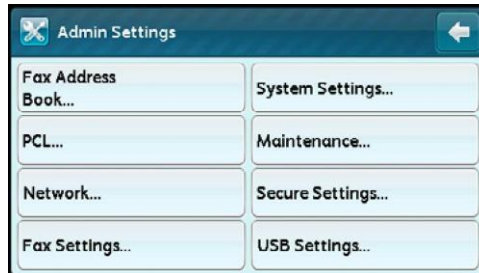 Admin Settings
Fax Address
Book...
System Settings...
PCL...
Maintenance...
Network...
Secure Settings...
Fax Settings...
USB Settings...